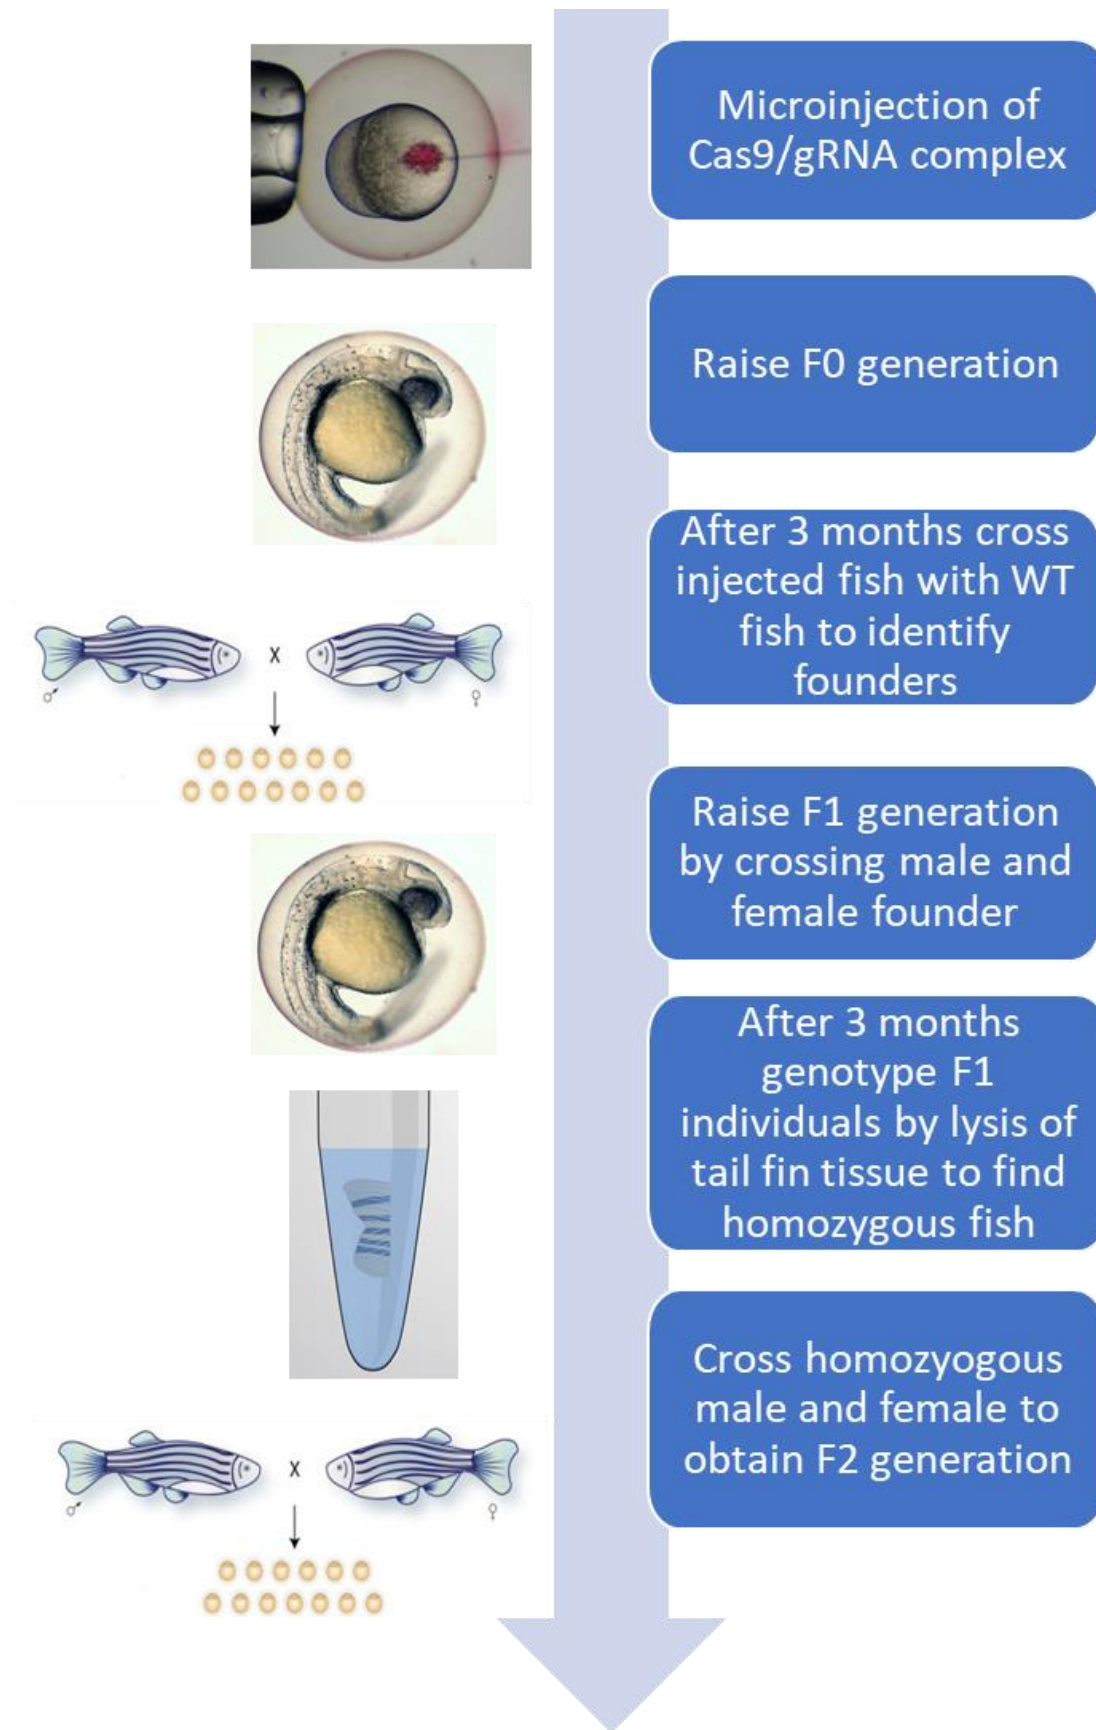 Microinjection of
Cas9/gRNA complex
Raise F0 generation
After 3 months cross
injected fish with WT
fish to identify
founders
X
♂
♀
Raise F1 generation
by crossing male and
female founder
After 3 months
genotype F1
individuals by lysis of
tail fin tissue to find
homozygous fish
Cross homozyogous
male and female to
obtain F2 generation
X
♂
♀